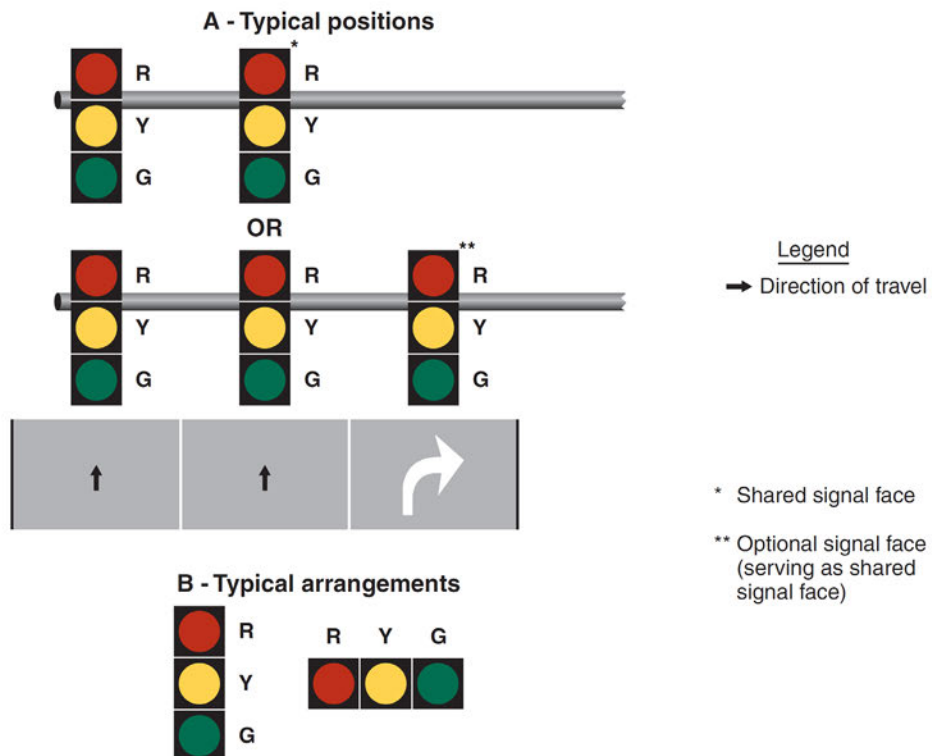 A - Typical positions
*
R R
Y Y
G G
OR
**
R R R
Y Y Y
G G G
Legend
Direction of travel
* Shared signal face
** Optional signal face
(serving as shared
signal face)
B - Typical arrangements
R
Y
G
R Y G